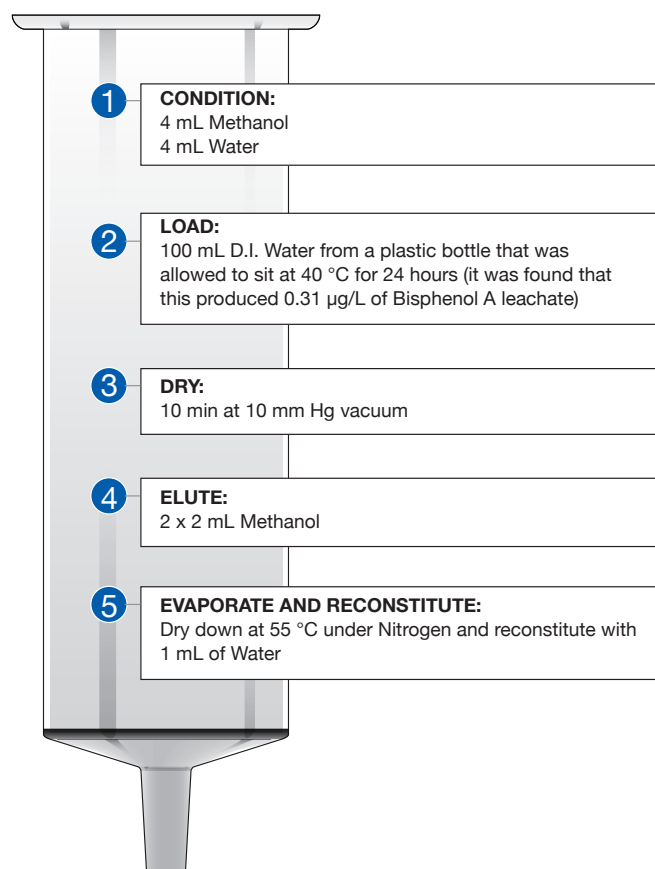 1
CONDITION:
4 mL Methanol
4 mL Water
2
LOAD:
100 mL D.I. Water from a plastic bottle that was
allowed to sit at 40 °C for 24 hours (it was found that
this produced 0.31 µg/L of Bisphenol A leachate)
3
DRY:
10 min at 10 mm Hg vacuum
4
ELUTE:
2 x 2 mL Methanol
5
EVAPORATE AND RECONSTITUTE:
Dry down at 55 °C under Nitrogen and reconstitute with
1 mL of Water